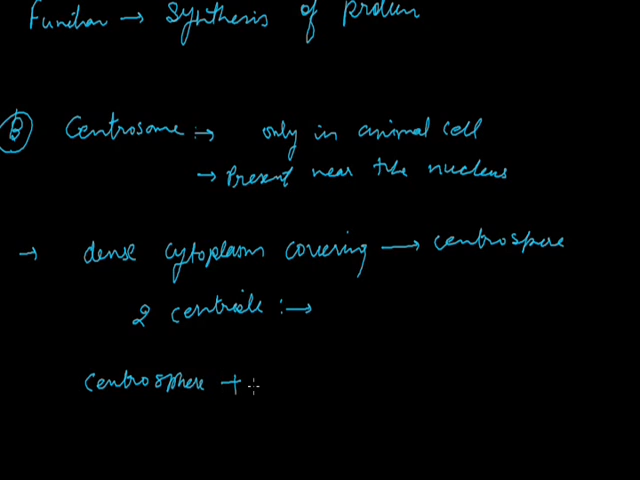 Function → Synthesis of protein
B Centrosome :→ only in animal cell
→ Present near the nucleus
→ dense cytoplasm covering → centrospere
2 centriole :→
Centrosphere +